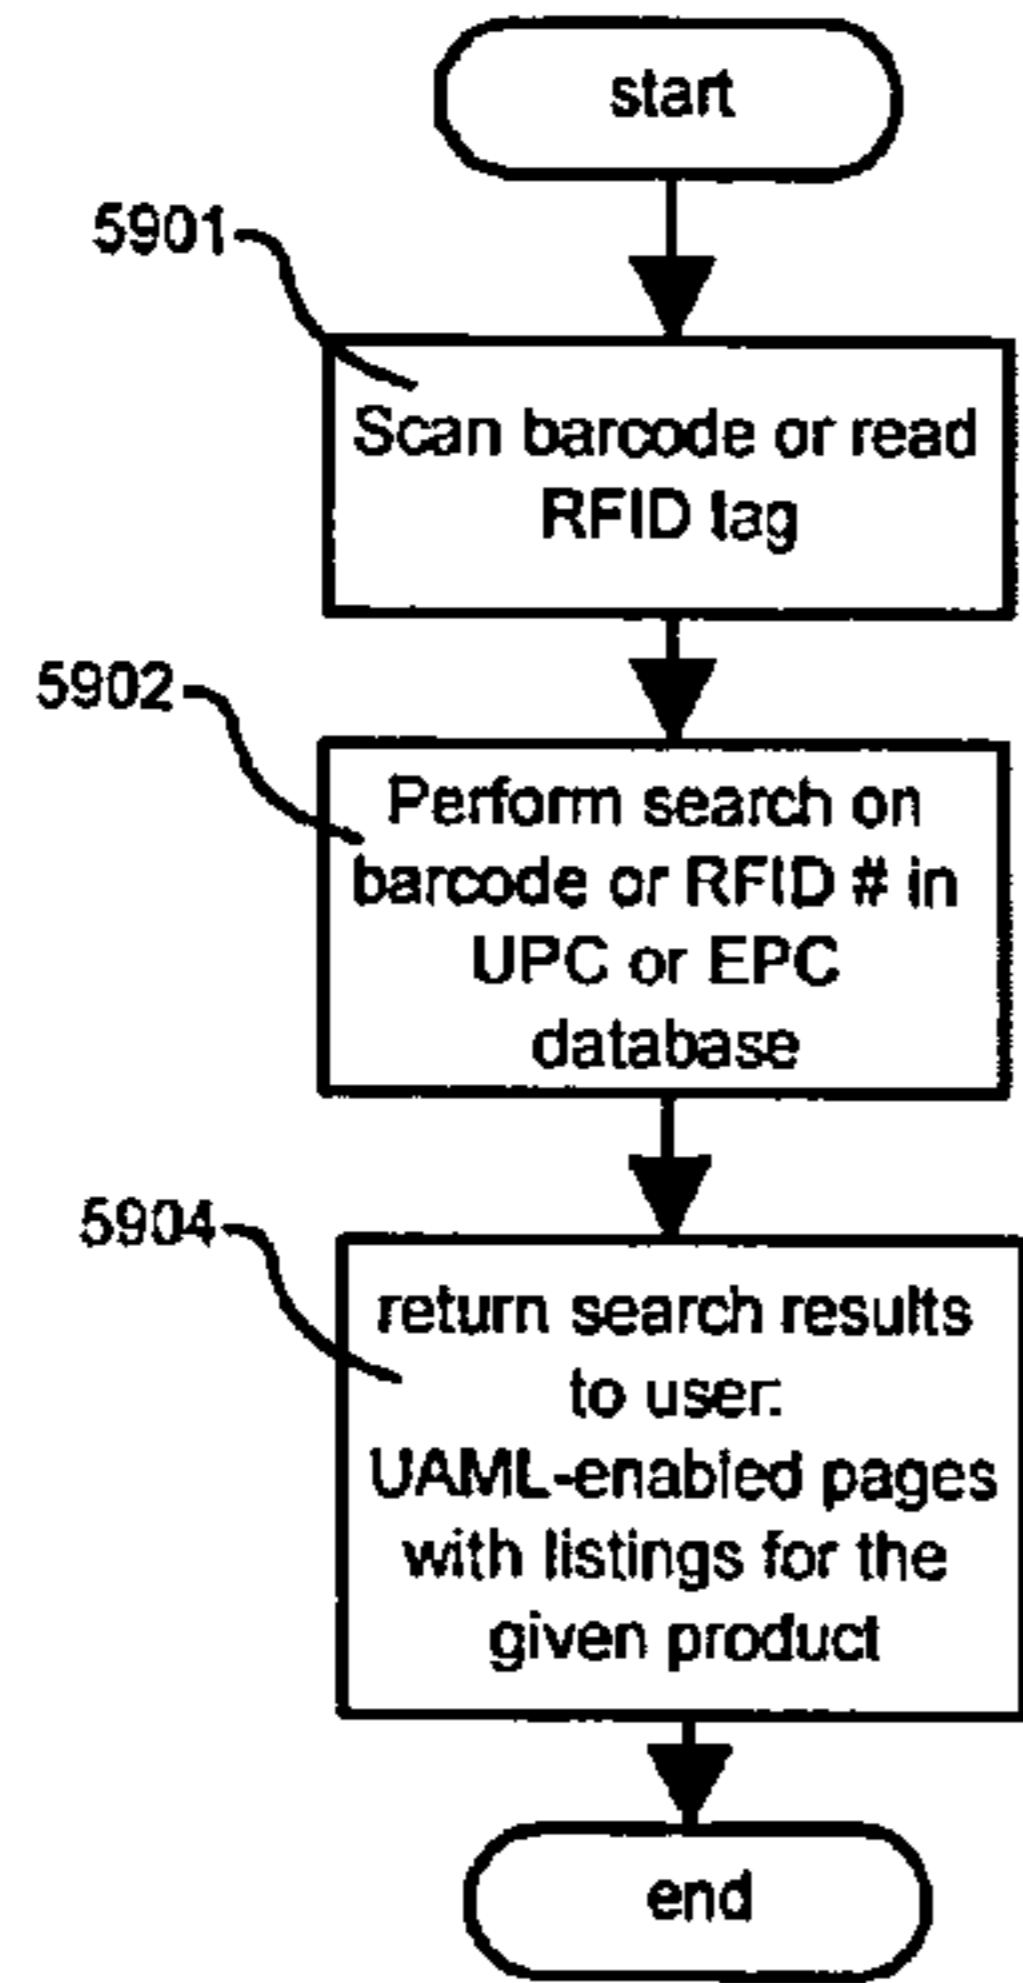 start
5901
Scan barcode or read
RFID tag
5902
Perform search on
barcode or RFID # in
UPC or EPC
database
5904
return search results
to user:
UAML-enabled pages
with listings for the
given product
end